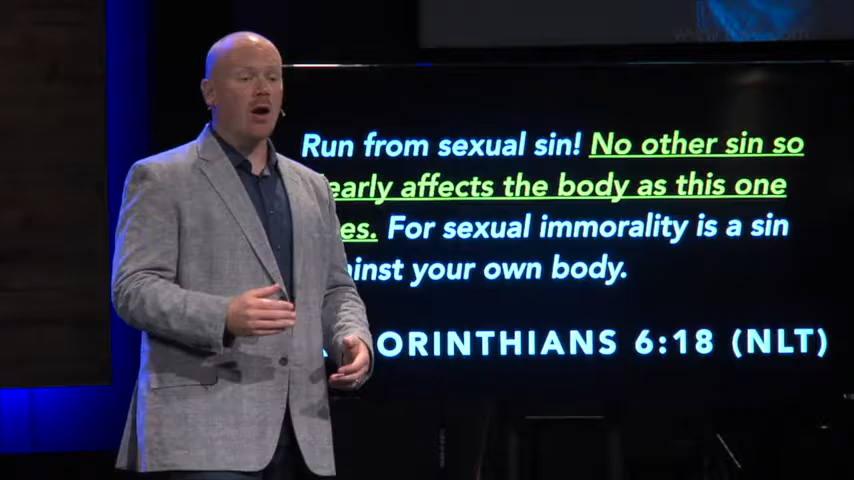 Run from sexual sin! No other sin so
affects the body as this one
For sexual immorality is a sin
your own body.
6:18 (NLT)